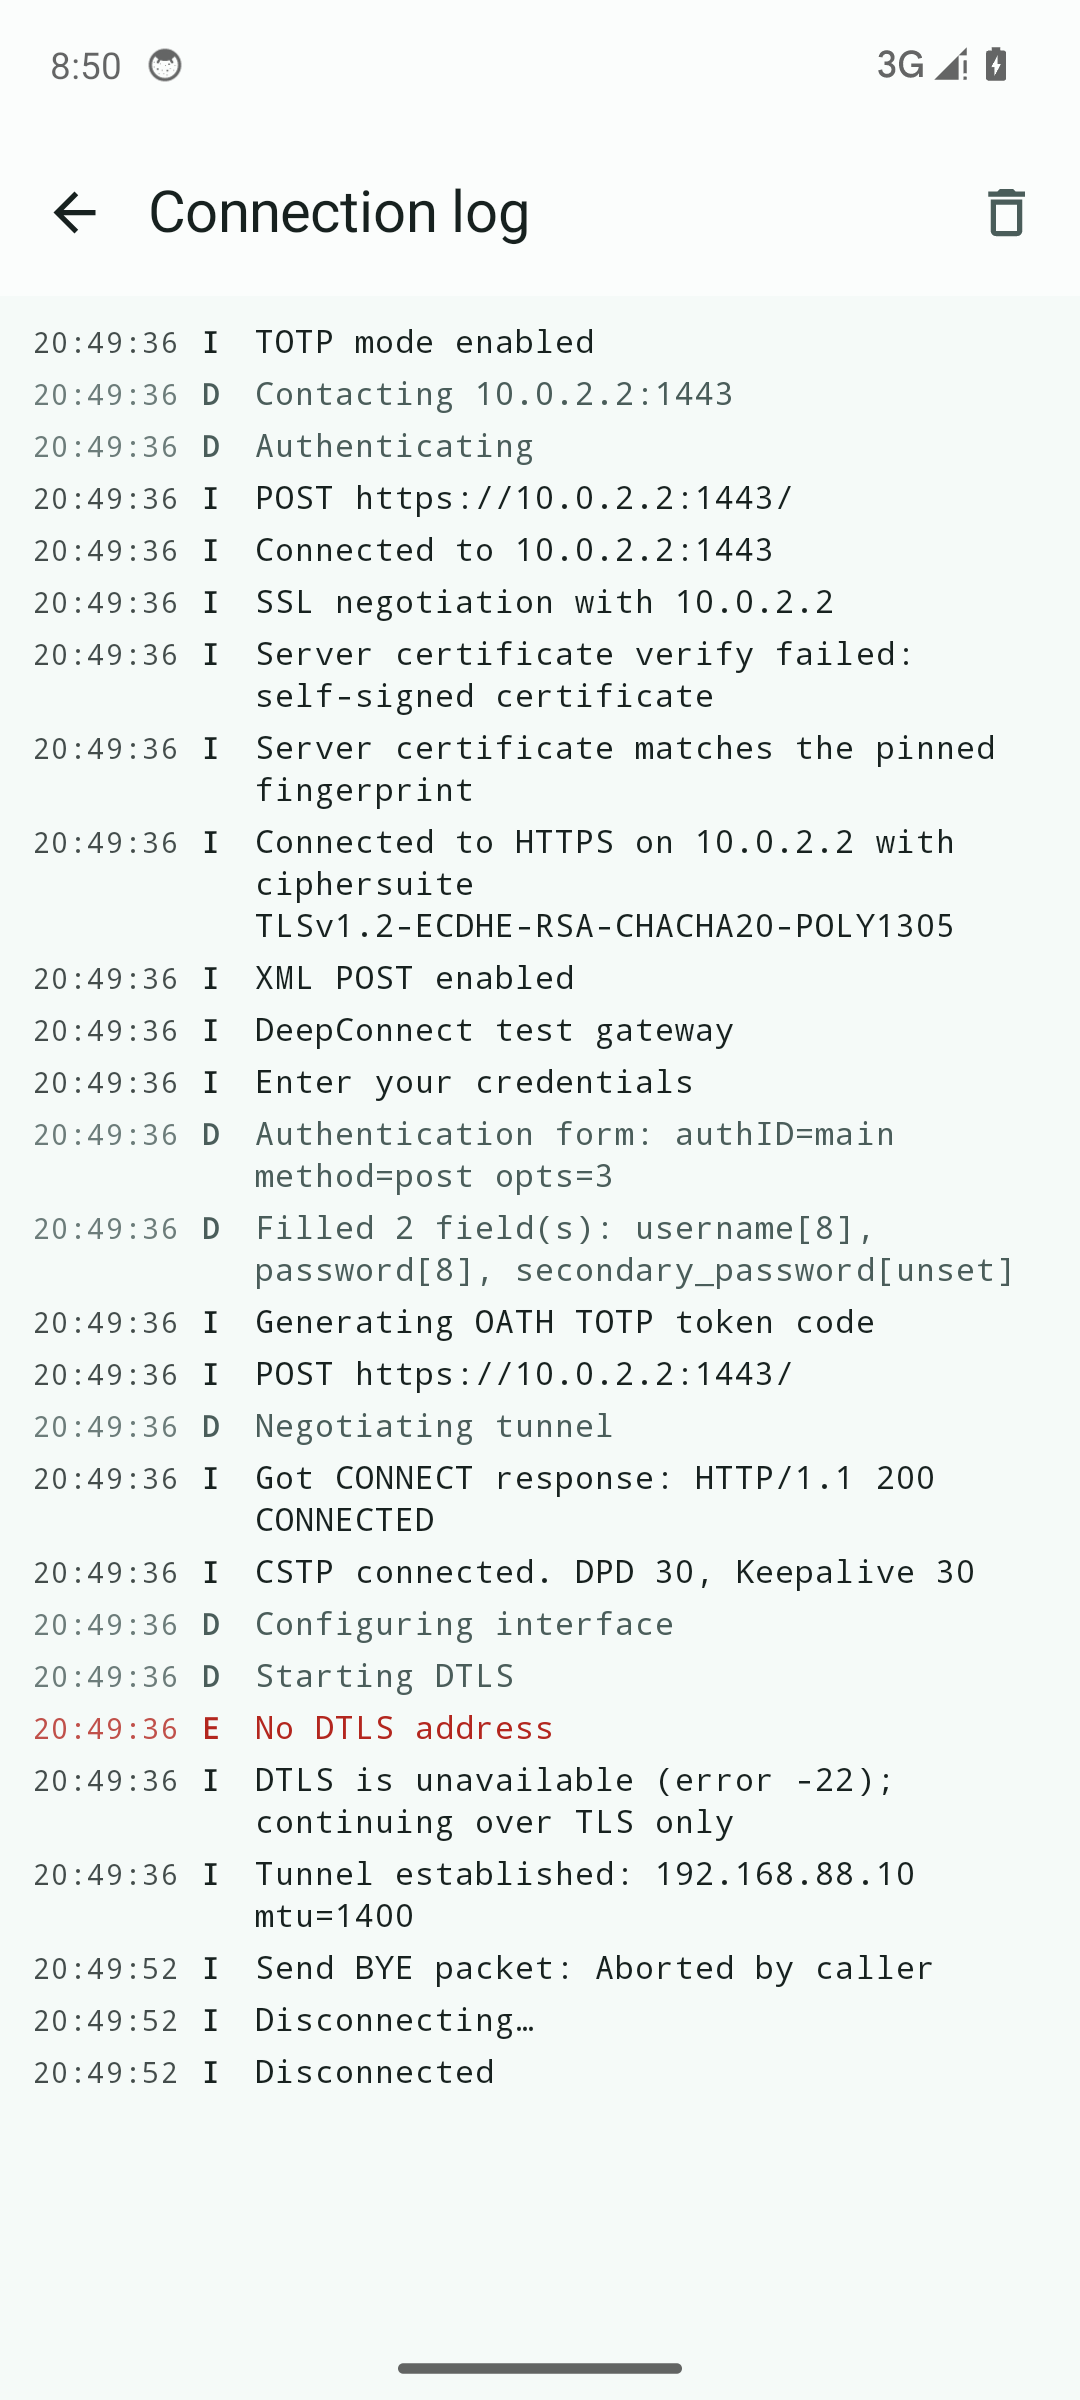 8:50
3G
Connection log
20:49:36 I TOTP mode enabled
20:49:36 D Contacting 10.0.2.2:1443
20:49:36 D Authenticating
20:49:36 I POST https://10.0.2.2:1443/
20:49:36 I Connected to 10.0.2.2:1443
20:49:36 I SSL negotiation with 10.0.2.2
20:49:36 I Server certificate verify failed:
self-signed certificate
20:49:36 I Server certificate matches the pinned
fingerprint
20:49:36 I Connected to HTTPS on 10.0.2.2 with
ciphersuite
TLSv1.2-ECDHE-RSA-CHACHA20-POLY1305
20:49:36 I XML POST enabled
20:49:36 I DeepConnect test gateway
20:49:36 I Enter your credentials
20:49:36 D Authentication form: authID=main
method=post opts=3
20:49:36 D Filled 2 field(s): username[8],
password[8], secondary_password[unset]
20:49:36 I Generating OATH TOTP token code
20:49:36 I POST https://10.0.2.2:1443/
20:49:36 D Negotiating tunnel
20:49:36 I Got CONNECT response: HTTP/1.1 200
CONNECTED
20:49:36 I CSTP connected. DPD 30, Keepalive 30
20:49:36 D Configuring interface
20:49:36 D Starting DTLS
20:49:36 E No DTLS address
20:49:36 I DTLS is unavailable (error -22);
continuing over TLS only
20:49:36 I Tunnel established: 192.168.88.10
mtu=1400
20:49:52 I Send BYE packet: Aborted by caller
20:49:52 I Disconnecting…
20:49:52 I Disconnected